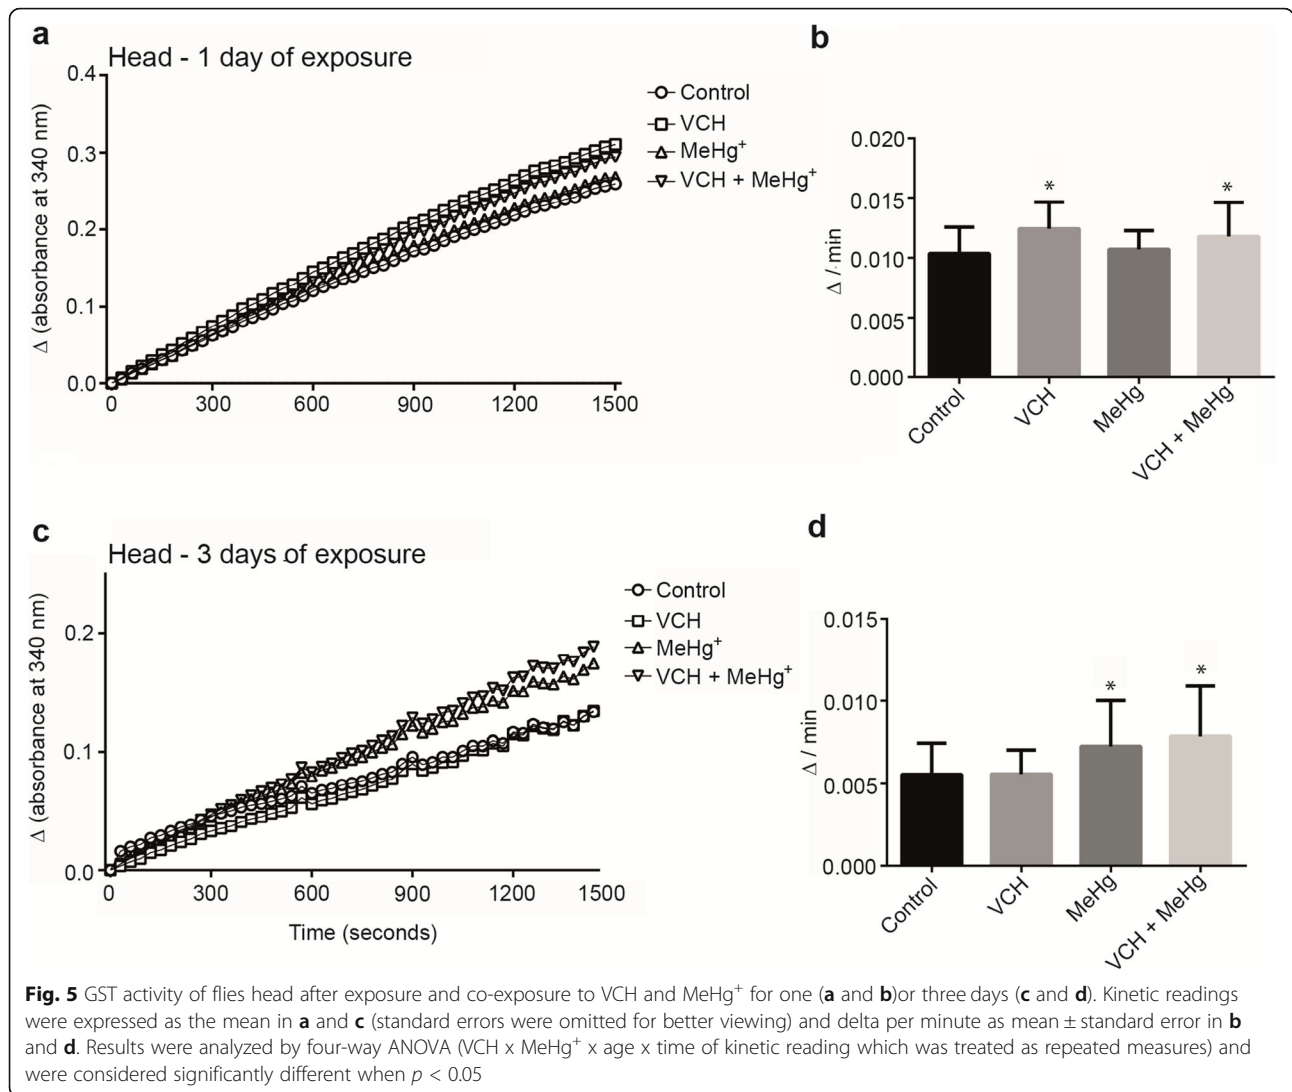 a
Head - 1 day of exposure
Δ (absorbance at 340 nm)
0.4
0.3
0.2
0.1
0.0
0 300 600 900 1200 1500
Control
VCH
MeHg⁺
VCH + MeHg⁺
b
Δ / min
0.020
0.015
0.010
0.005
0.000
* *
Control VCH MeHg VCH + MeHg
c
Head - 3 days of exposure
Δ (absorbance at 340 nm)
0.2
0.1
0.0
0 300 600 900 1200 1500
Time (seconds)
Control
VCH
MeHg⁺
VCH + MeHg⁺
d
Δ / min
0.015
0.010
0.005
0.000
* *
Control VCH MeHg VCH + MeHg
Fig. 5 GST activity of flies head after exposure and co-exposure to VCH and MeHg⁺ for one (a and b)or three days (c and d). Kinetic readings
were expressed as the mean in a and c (standard errors were omitted for better viewing) and delta per minute as mean ± standard error in b
and d. Results were analyzed by four-way ANOVA (VCH x MeHg⁺ x age x time of kinetic reading which was treated as repeated measures) and
were considered significantly different when p < 0.05